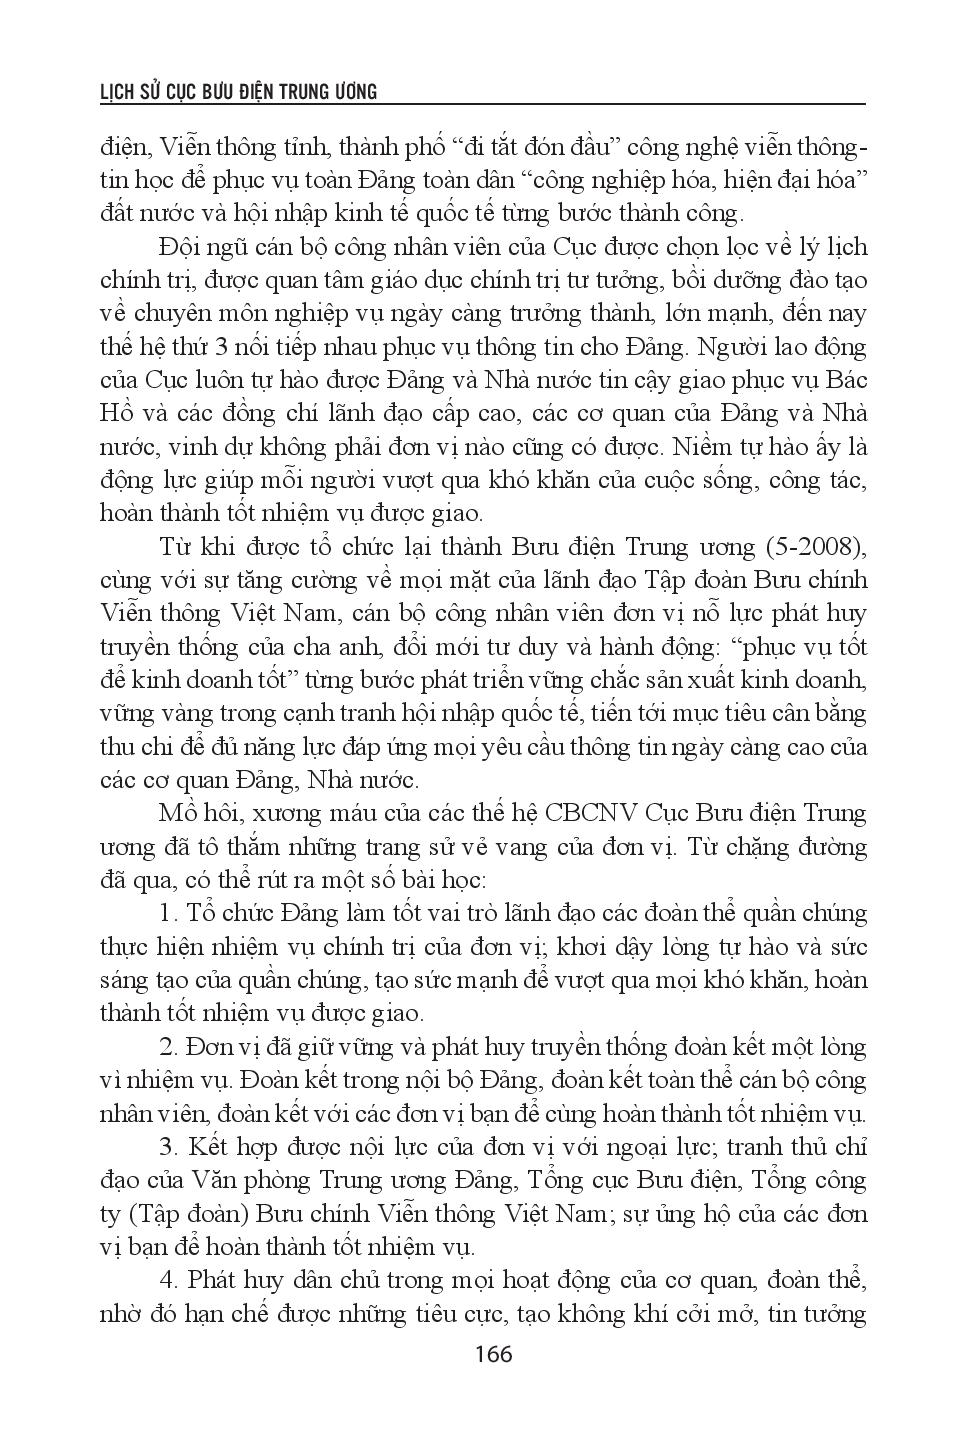 LỊCH SỬ CỤC BƯU ĐIỆN TRUNG ƯƠNG
điện, Viễn thông tỉnh, thành phố “đi tắt đón đầu” công nghệ viễn thông-
tin học để phục vụ toàn Đảng toàn dân “công nghiệp hóa, hiện đại hóa”
đất nước và hội nhập kinh tế quốc tế từng bước thành công.
Đội ngũ cán bộ công nhân viên của Cục được chọn lọc về lý lịch
chính trị, được quan tâm giáo dục chính trị tư tưởng, bồi dưỡng đào tạo
về chuyên môn nghiệp vụ ngày càng trưởng thành, lớn mạnh, đến nay
thế hệ thứ 3 nối tiếp nhau phục vụ thông tin cho Đảng. Người lao động
của Cục luôn tự hào được Đảng và Nhà nước tin cậy giao phục vụ Bác
Hồ và các đồng chí lãnh đạo cấp cao, các cơ quan của Đảng và Nhà
nước, vinh dự không phải đơn vị nào cũng có được. Niềm tự hào ấy là
động lực giúp mỗi người vượt qua khó khăn của cuộc sống, công tác,
hoàn thành tốt nhiệm vụ được giao.
Từ khi được tổ chức lại thành Bưu điện Trung ương (5-2008),
cùng với sự tăng cường về mọi mặt của lãnh đạo Tập đoàn Bưu chính
Viễn thông Việt Nam, cán bộ công nhân viên đơn vị nỗ lực phát huy
truyền thống của cha anh, đổi mới tư duy và hành động: “phục vụ tốt
để kinh doanh tốt” từng bước phát triển vững chắc sản xuất kinh doanh,
vững vàng trong cạnh tranh hội nhập quốc tế, tiến tới mục tiêu cân bằng
thu chi để đủ năng lực đáp ứng mọi yêu cầu thông tin ngày càng cao của
các cơ quan Đảng, Nhà nước.
Mồ hôi, xương máu của các thế hệ CBCNV Cục Bưu điện Trung
ương đã tô thắm những trang sử vẻ vang của đơn vị. Từ chặng đường
đã qua, có thể rút ra một số bài học:
1. Tổ chức Đảng làm tốt vai trò lãnh đạo các đoàn thể quần chúng
thực hiện nhiệm vụ chính trị của đơn vị; khơi dậy lòng tự hào và sức
sáng tạo của quần chúng, tạo sức mạnh để vượt qua mọi khó khăn, hoàn
thành tốt nhiệm vụ được giao.
2. Đơn vị đã giữ vững và phát huy truyền thống đoàn kết một lòng
vì nhiệm vụ. Đoàn kết trong nội bộ Đảng, đoàn kết toàn thể cán bộ công
nhân viên, đoàn kết với các đơn vị bạn để cùng hoàn thành tốt nhiệm vụ.
3. Kết hợp được nội lực của đơn vị với ngoại lực; tranh thủ chỉ
đạo của Văn phòng Trung ương Đảng, Tổng cục Bưu điện, Tổng công
ty (Tập đoàn) Bưu chính Viễn thông Việt Nam; sự ủng hộ của các đơn
vị bạn để hoàn thành tốt nhiệm vụ.
4. Phát huy dân chủ trong mọi hoạt động của cơ quan, đoàn thể,
nhờ đó hạn chế được những tiêu cực, tạo không khí cởi mở, tin tưởng
166